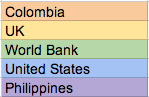 Colombia
UK
World Bank
United States
Philippines